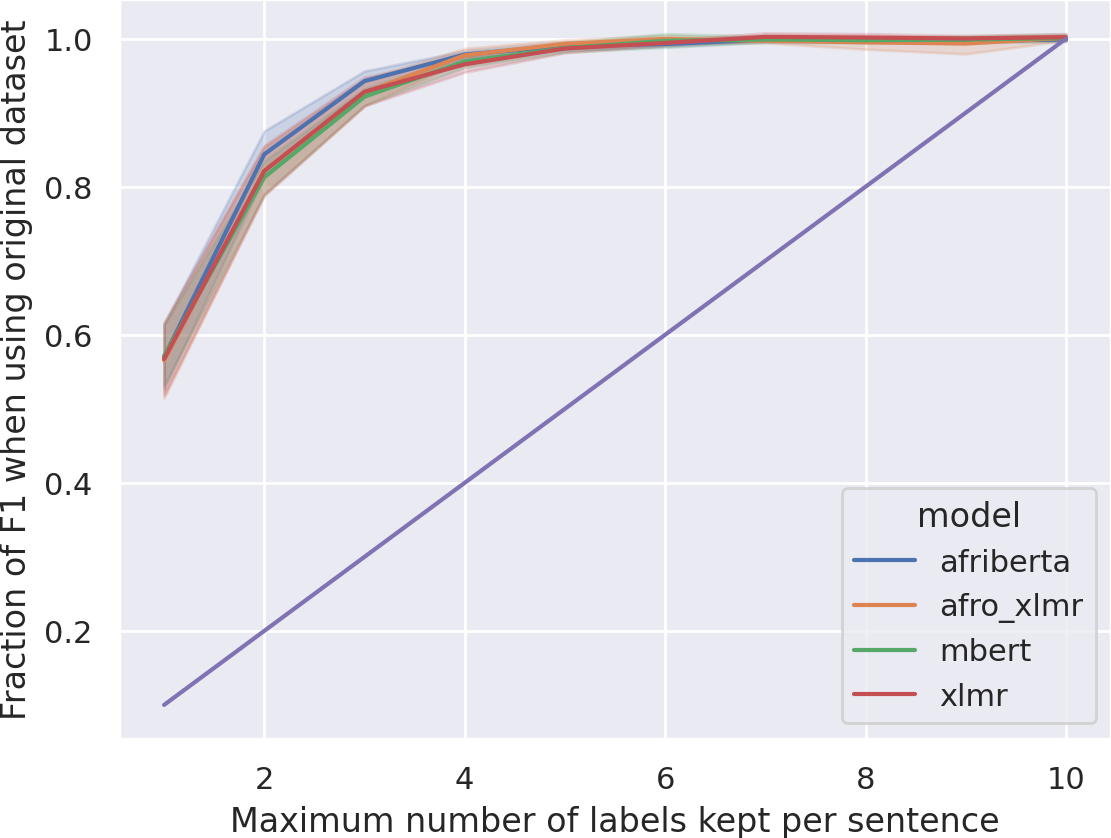 Fraction of F1 when using original dataset
1.0
0.8
0.6
0.4
0.2
model
afriberta
afro_xlmr
mbert
xlmr
2 4 6 8 10
Maximum number of labels kept per sentence